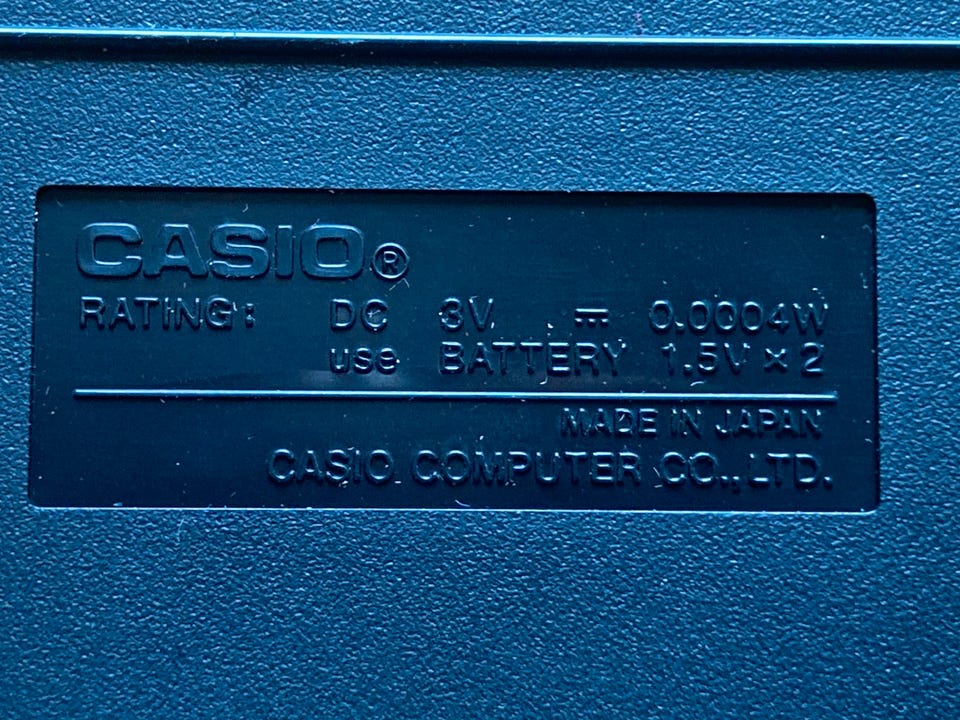 CASIO®
RATING: DC 3V ⎓ 0.0004W
use BATTERY 1.5V × 2
MADE IN JAPAN
CASIO COMPUTER CO., LTD.